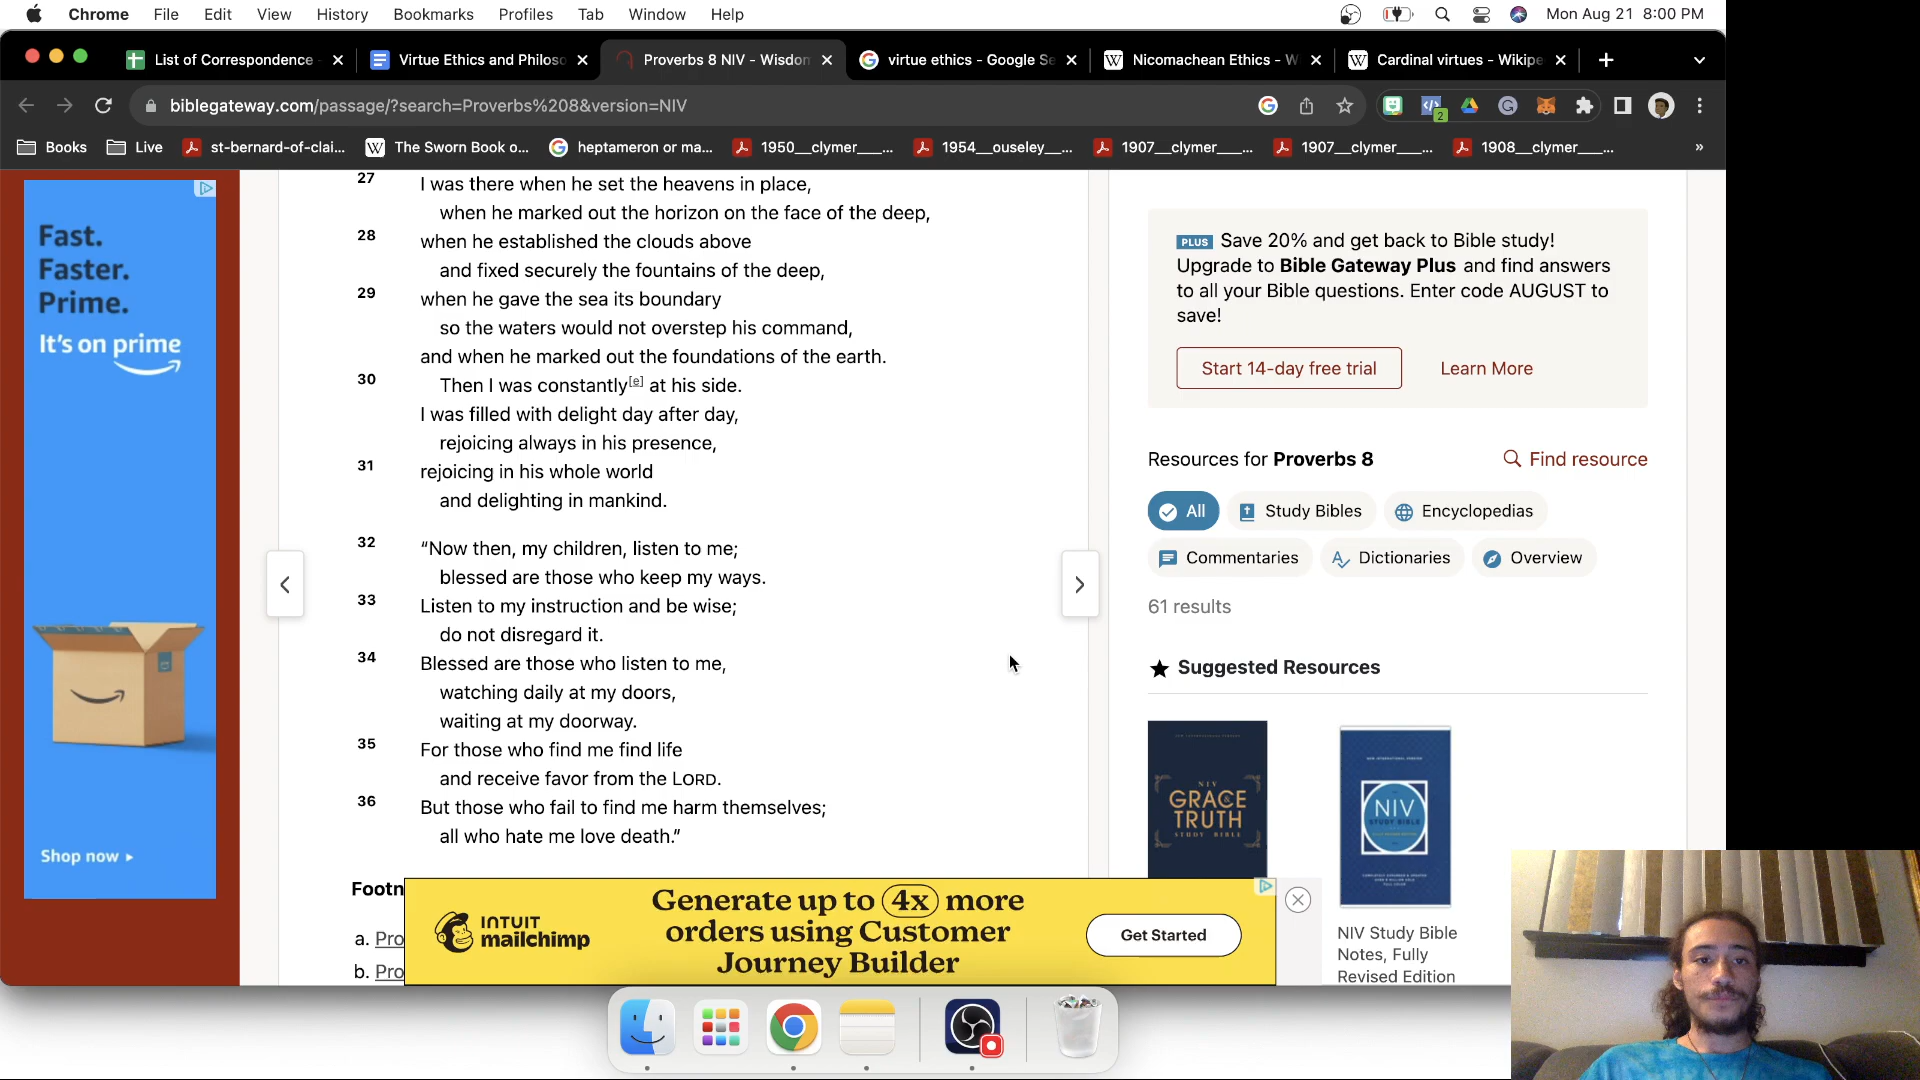 Chrome File Edit View History Bookmarks Profiles Tab Window Help Mon Aug 21 8:00 PM
List of Correspondence Virtue Ethics and Philoso Proverbs 8 NIV - Wisdom virtue ethics - Google Se Nicomachean Ethics - W Cardinal virtues - Wikipe
biblegateway.com/passage/?search=Proverbs%208&version=NIV 2
Books Live st-bernard-of-clai... The Sworn Book o... heptameron or ma... 1950__clymer____... 1954__ouseley___... 1907__clymer____... 1907__clymer____... 1908__clymer____... »
Fast.
Faster.
Prime.
It's on prime
Shop now
27 I was there when he set the heavens in place,
when he marked out the horizon on the face of the deep,
28 when he established the clouds above
and fixed securely the fountains of the deep,
29 when he gave the sea its boundary
so the waters would not overstep his command,
and when he marked out the foundations of the earth.
30 Then I was constantly[e] at his side.
I was filled with delight day after day,
rejoicing always in his presence,
31 rejoicing in his whole world
and delighting in mankind.
32 “Now then, my children, listen to me;
blessed are those who keep my ways.
33 Listen to my instruction and be wise;
do not disregard it.
34 Blessed are those who listen to me,
watching daily at my doors,
waiting at my doorway.
35 For those who find me find life
and receive favor from the LORD.
36 But those who fail to find me harm themselves;
all who hate me love death.”
Footn
a. Pro
b. Pro
PLUS Save 20% and get back to Bible study!
Upgrade to Bible Gateway Plus and find answers
to all your Bible questions. Enter code AUGUST to
save!
Start 14-day free trial Learn More
Resources for Proverbs 8 Find resource
All Study Bibles Encyclopedias
Commentaries Dictionaries Overview
61 results
Suggested Resources
NIV
GRACE &
TRUTH
STUDY BIBLE
NIV
STUDY BIBLE
NIV Study Bible
Notes, Fully
Revised Edition
INTUIT
mailchimp
Generate up to 4x more
orders using Customer
Journey Builder
Get Started